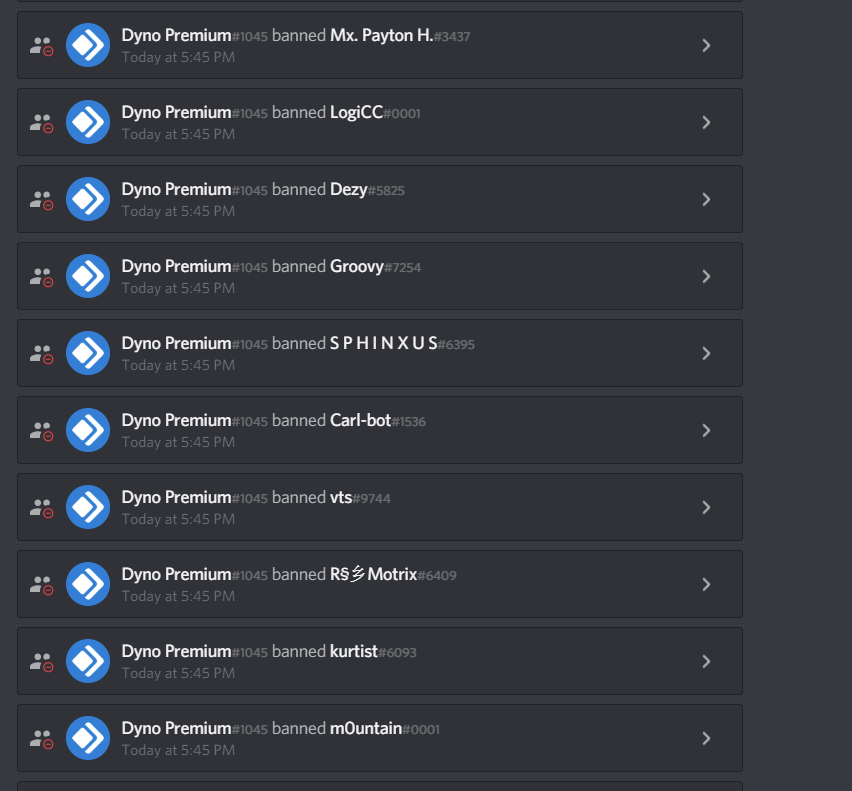 Dyno Premium#1045 banned Mx. Payton H.#3437
Today at 5:45 PM
Dyno Premium#1045 banned LogiCC#0001
Today at 5:45 PM
Dyno Premium#1045 banned Dezy#5825
Today at 5:45 PM
Dyno Premium#1045 banned Groovy#7254
Today at 5:45 PM
Dyno Premium#1045 banned S P H I N X U S#6395
Today at 5:45 PM
Dyno Premium#1045 banned Carl-bot#1536
Today at 5:45 PM
Dyno Premium#1045 banned vts#9744
Today at 5:45 PM
Dyno Premium#1045 banned R§乡Motrix#6409
Today at 5:45 PM
Dyno Premium#1045 banned kurtist#6093
Today at 5:45 PM
Dyno Premium#1045 banned m0untain#0001
Today at 5:45 PM